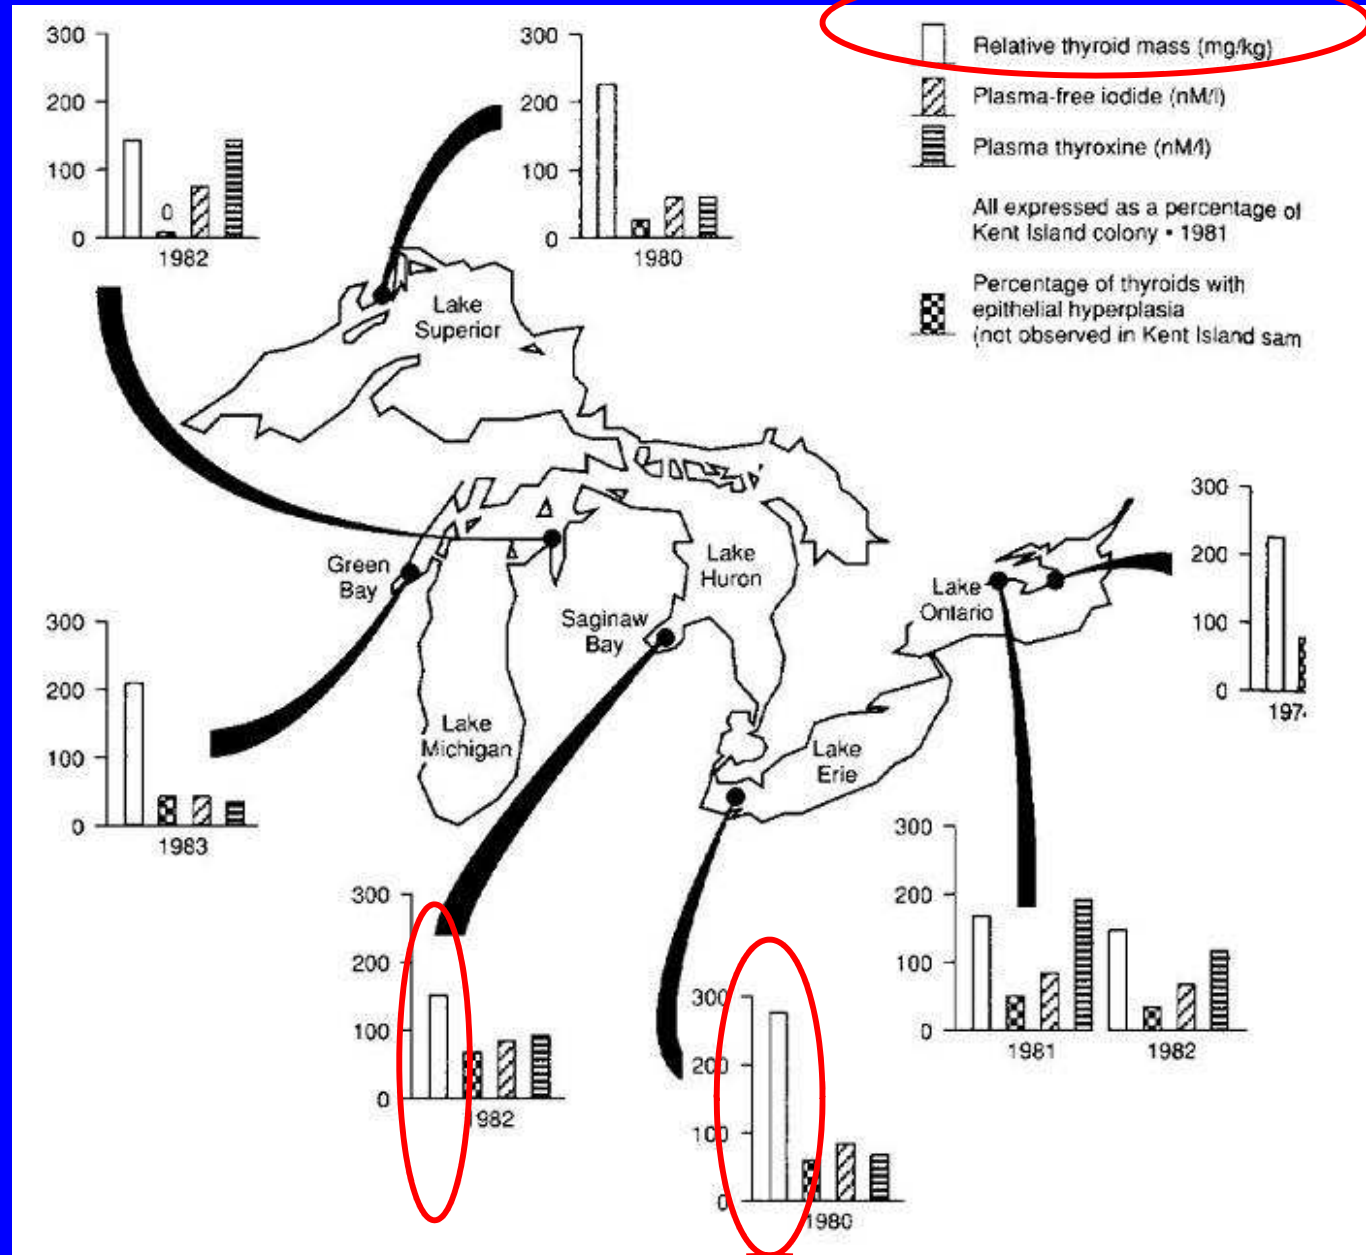 300
200
100
0
0
1982
300
200
100
0
1980
Relative thyroid mass (mg/kg)
Plasma-free iodide (nM/l)
Plasma thyroxine (nM/l)
All expressed as a percentage of
Kent Island colony • 1981
Percentage of thyroids with
epithelial hyperplasia
(not observed in Kent Island sam
Lake
Superior
Green
Bay
Lake
Huron
Saginaw
Bay
Lake
Ontario
Lake
Michigan
Lake
Erie
300
200
100
0
197
300
200
100
0
1983
300
200
100
0
1982
300
200
100
0
1980
300
200
100
0
1981
1982